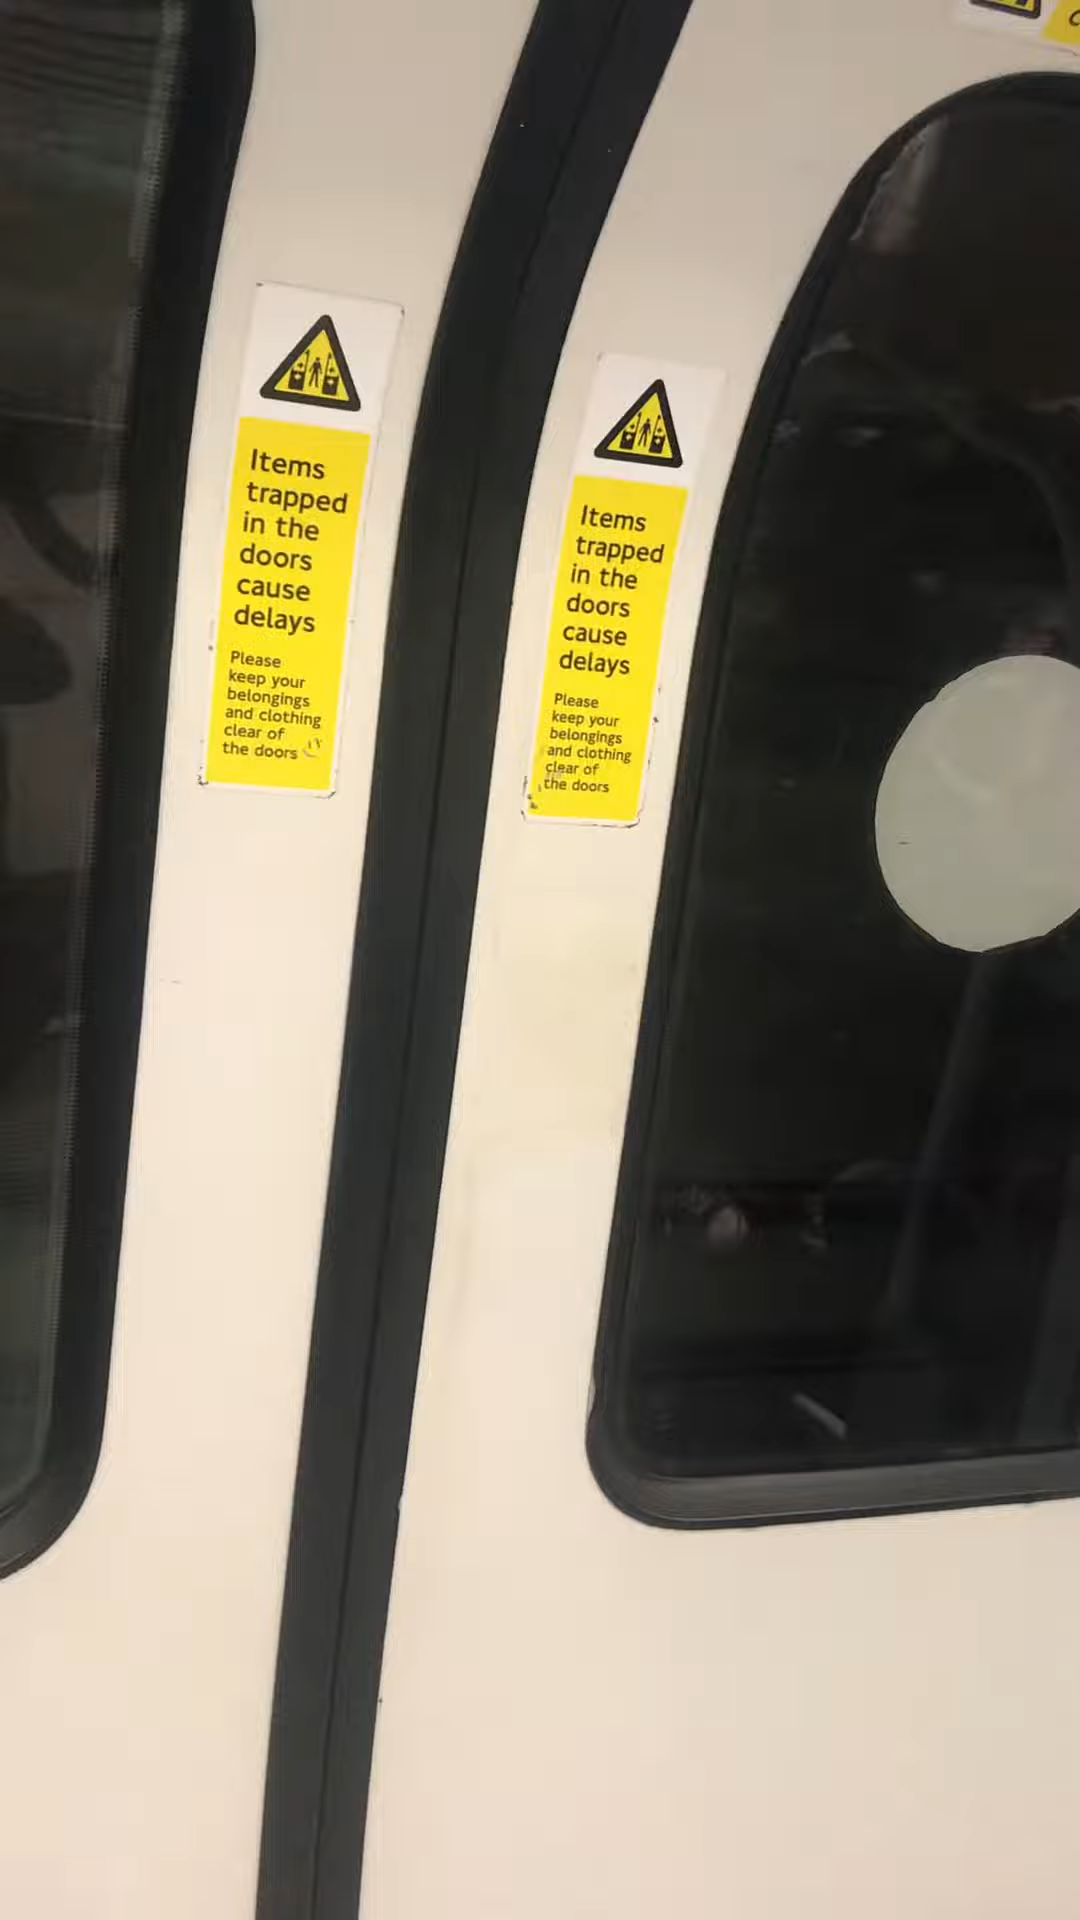 Items
trapped
in the
doors
cause
delays
Please
keep your
belongings
and clothing
clear of
the doors
Items
trapped
in the
doors
cause
delays
Please
keep your
belongings
and clothing
clear of
the doors